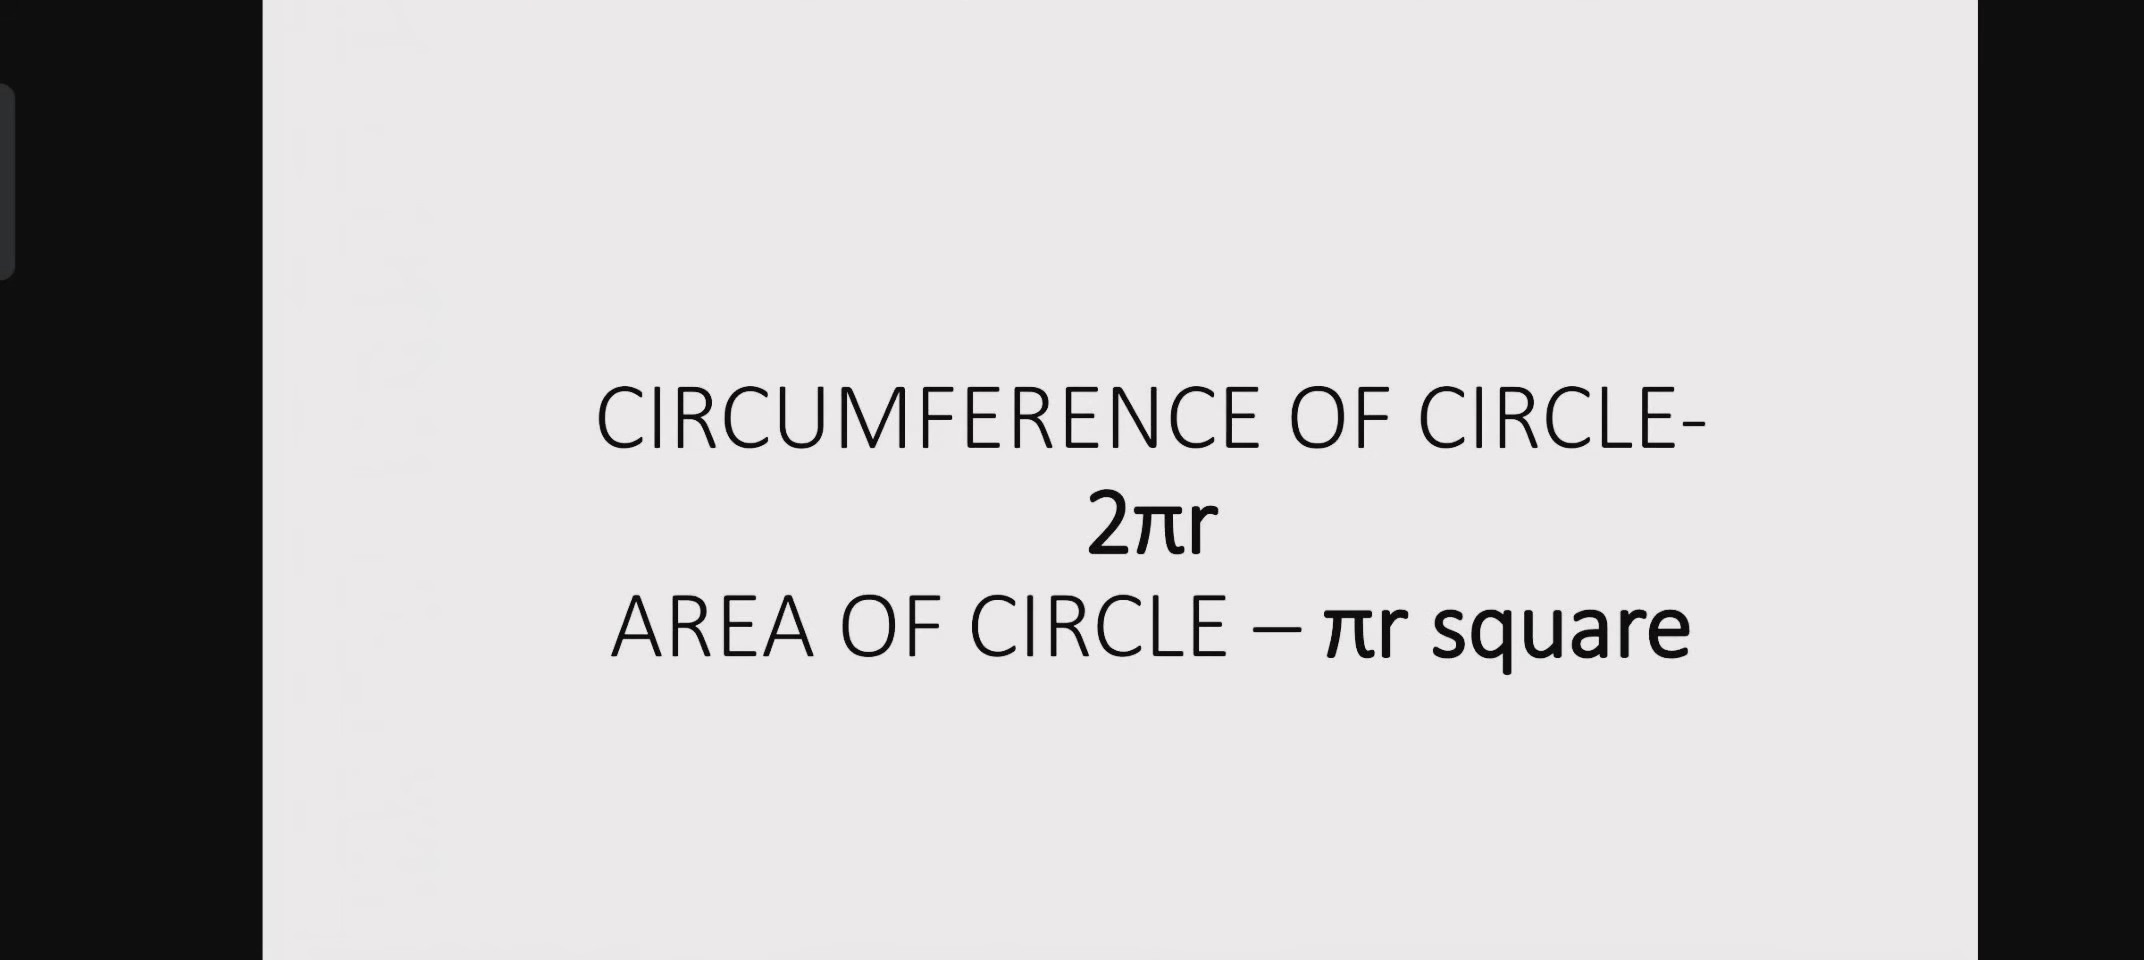 CIRCUMFERENCE OF CIRCLE-
2πr
AREA OF CIRCLE – πr square